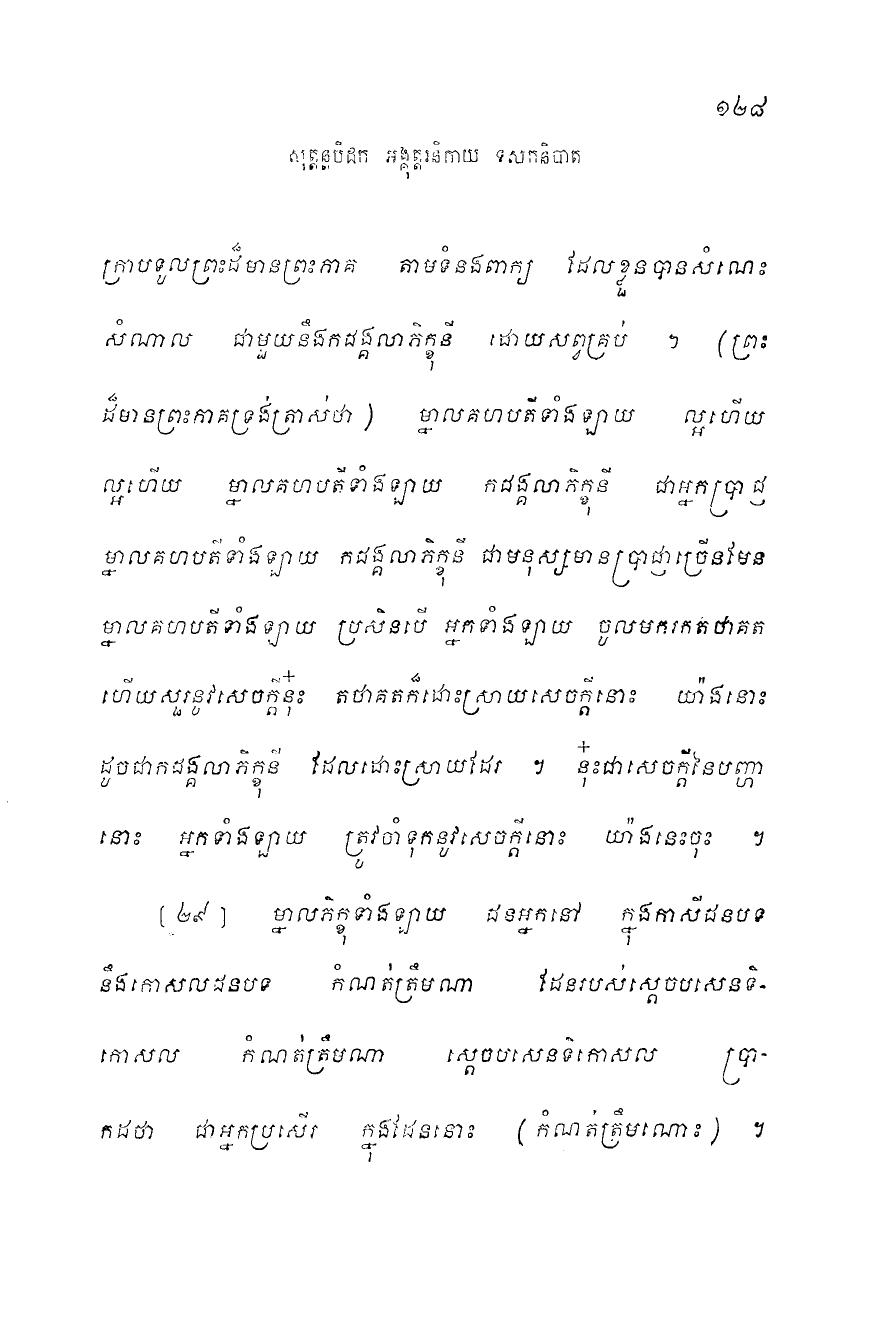 ១២៨
សុត្តន្តបិដក អង្គុត្តរនិកាយ ទសកនិបាត
ក្រាបទូលព្រះដ៏មានព្រះភាគ តាមទំនងពាក្យ ដែលខ្លួនបានសំណេះ
សំណាល ជាមួយនឹងកជង្គលាភិក្ខុនី ដោយសព្វគ្រប់ ។ (ព្រះ
ដ៏មានព្រះភាគទ្រង់ត្រាស់ថា) ម្នាលគហបតីទាំងឡាយ ល្អហើយ
ល្អហើយ ម្នាលគហបតីទាំងឡាយ កជង្គលាភិក្ខុនី ជាអ្នកប្រាជ្ញ
ម្នាលគហបតីទាំងឡាយ កជង្គលាភិក្ខុនី ជាមនុស្សមានប្រាជ្ញាច្រើនមែន
ម្នាលគហបតីទាំងឡាយ ប្រសិនបើ អ្នកទាំងឡាយ ចូលមករកតថាគត
ហើយសួរនូវសេចក្តីនុ៎ះ តថាគតក៏ដោះស្រាយសេចក្តីនោះ យ៉ាងនោះ
ដូចជាកជង្គលាភិក្ខុនី ដែលដោះស្រាយដែរ ។ នុ៎ះជាសេចក្តីនៃបញ្ហា
នោះ អ្នកទាំងឡាយ ត្រូវចាំទុកនូវសេចក្តីនោះ យ៉ាងនេះចុះ ។
[២៩] ម្នាលភិក្ខុទាំងឡាយ ជនអ្នកនៅ ក្នុងកាសីជនបទ
នឹងកោសលជនបទ កំណត់ត្រឹមណា ដែនរបស់ស្តេចបសេនទិ-
កោសល កំណត់ត្រឹមណា ស្តេចបសេនទិកោសល ប្រា-
កដថា ជាអ្នកប្រសើរ ក្នុងដែននោះ (កំណត់ត្រឹមណោះ) ។